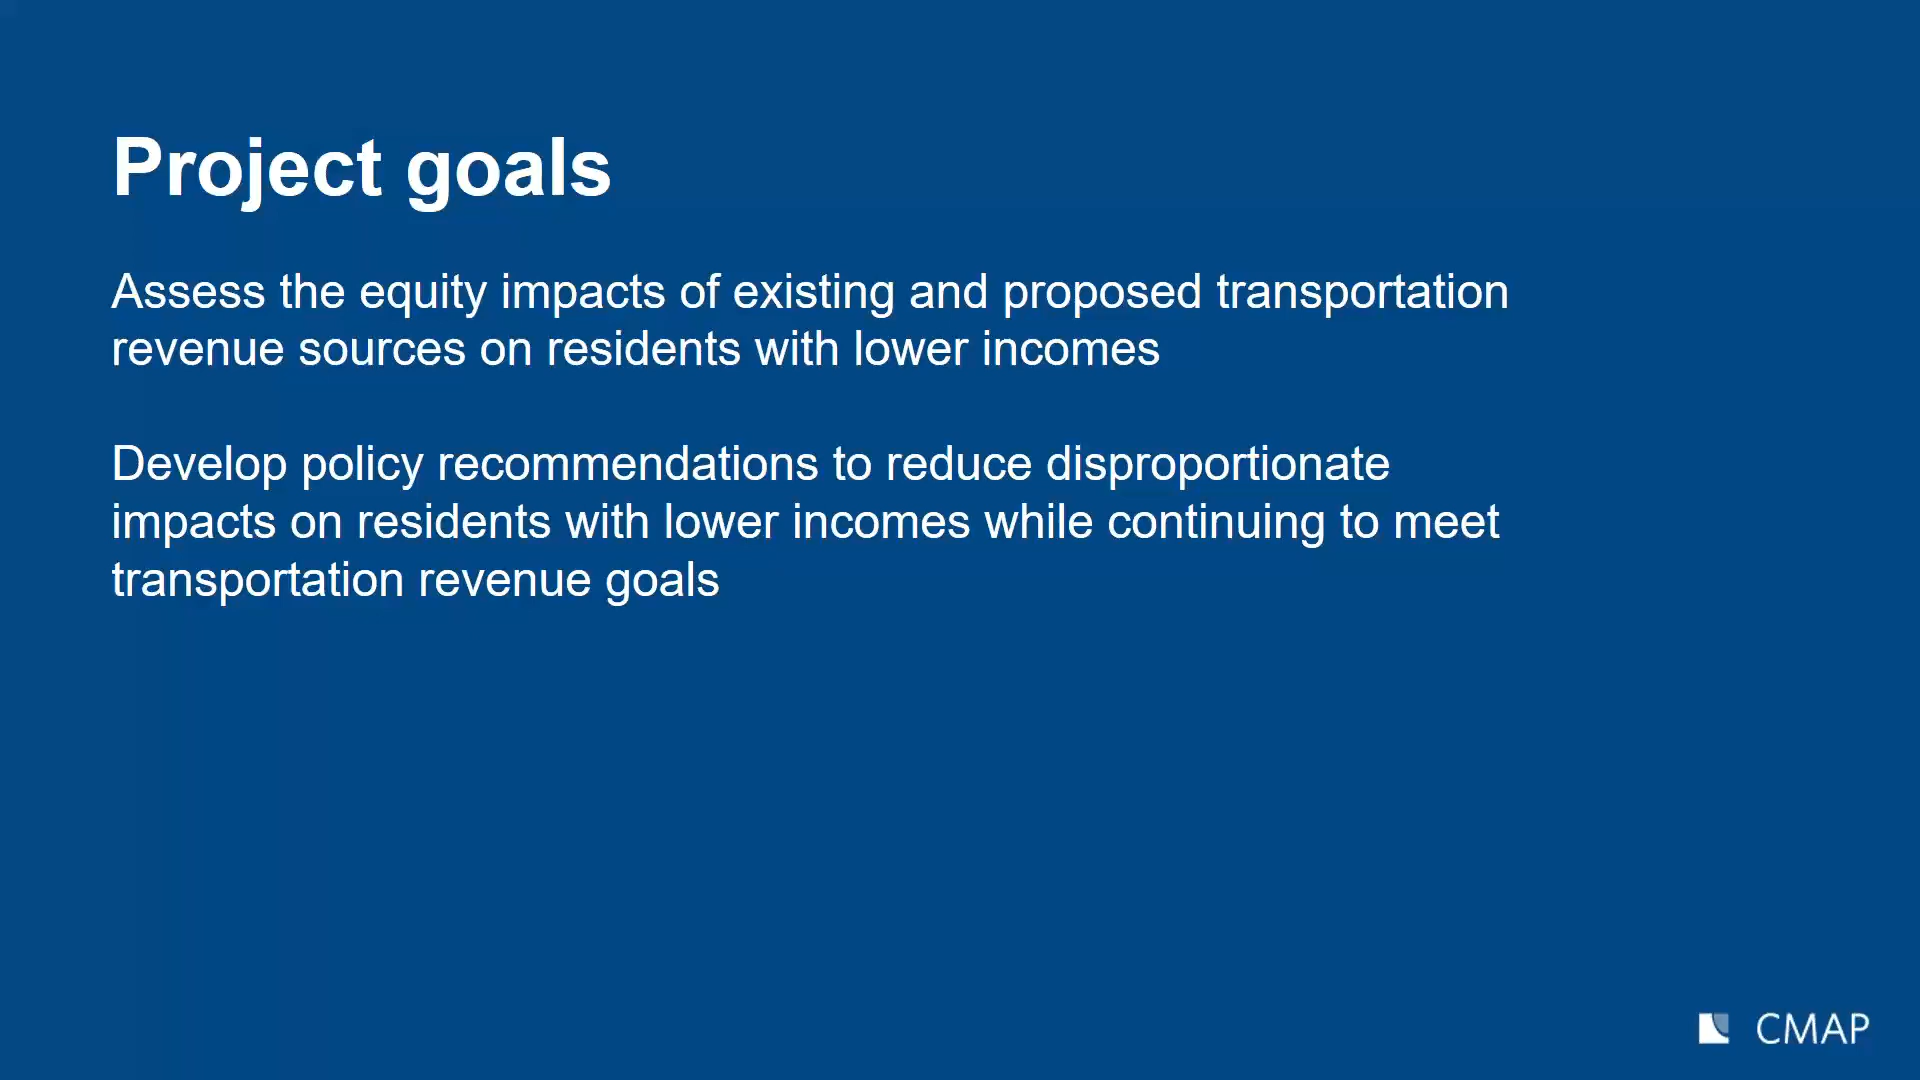 Project goals
Assess the equity impacts of existing and proposed transportation
revenue sources on residents with lower incomes
Develop policy recommendations to reduce disproportionate
impacts on residents with lower incomes while continuing to meet
transportation revenue goals
CMAP